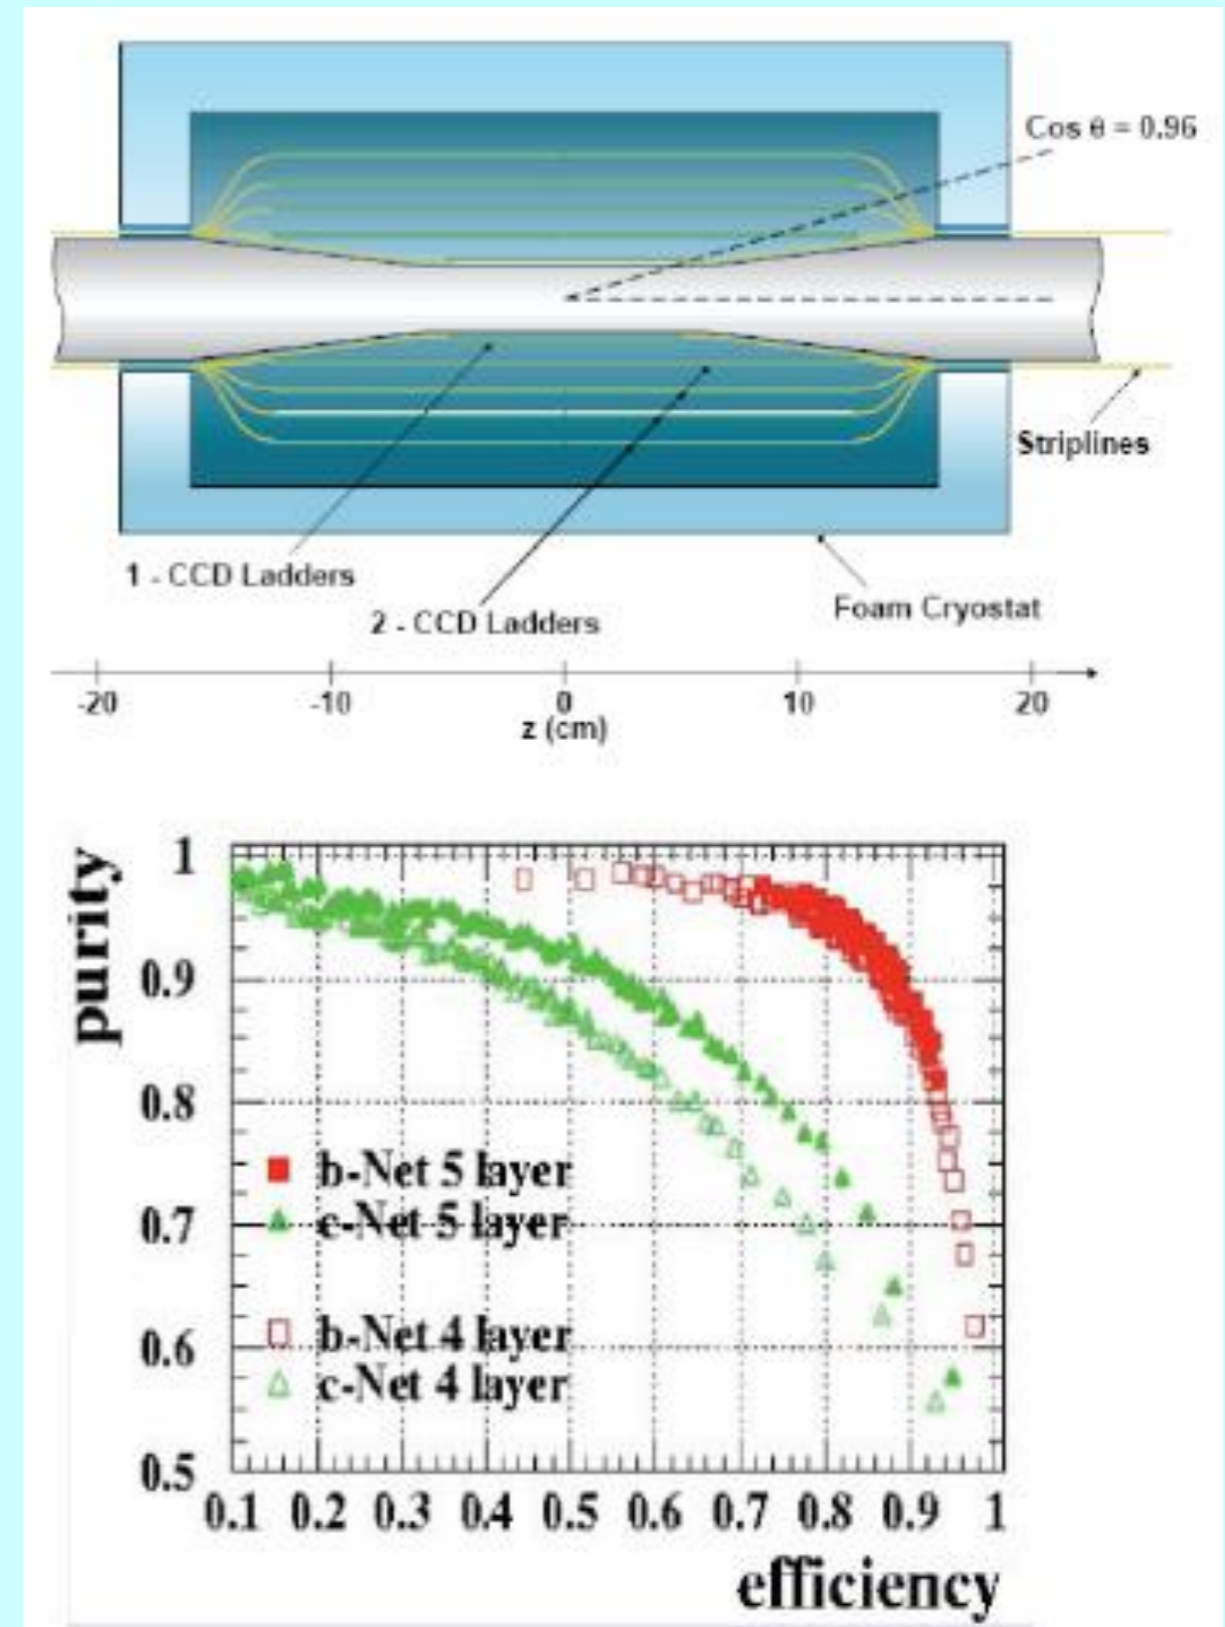 Cos θ = 0.96
Striplines
1 - CCD Ladders
2 - CCD Ladders
Foam Cryostat
-20
-10
0
10
20
z (cm)
purity
1
0.9
0.8
0.7
0.6
0.5
b-Net 5 layer
c-Net 5 layer
b-Net 4 layer
c-Net 4 layer
0.1 0.2 0.3 0.4 0.5 0.6 0.7 0.8 0.9 1
efficiency